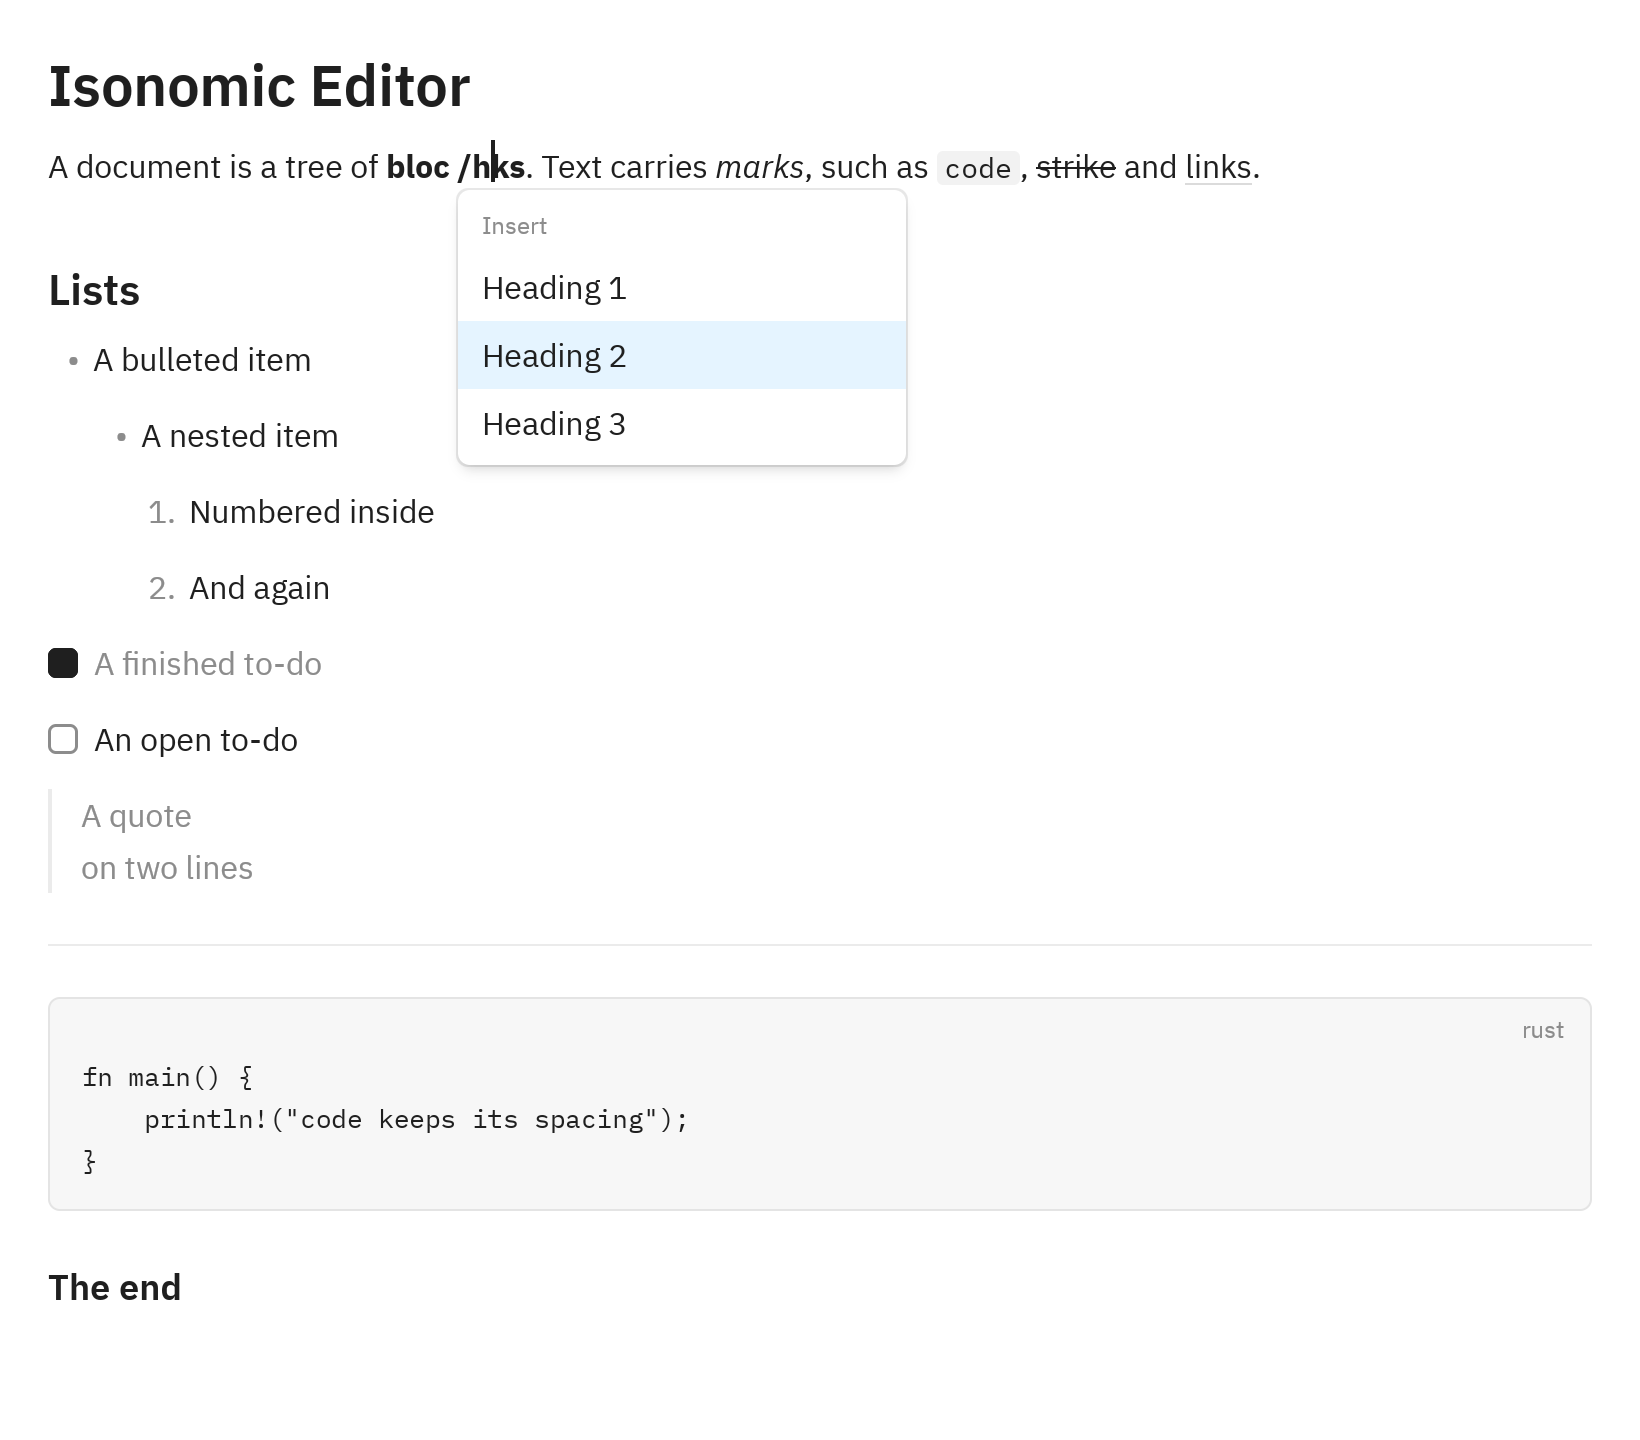 Isonomic Editor
A document is a tree of bloc /hks. Text carries marks, such as code, strike and links.
Insert
Heading 1
Heading 2
Heading 3
Lists
• A bulleted item
• A nested item
1. Numbered inside
2. And again
A finished to-do
An open to-do
A quote
on two lines
rust
fn main() {
    println!("code keeps its spacing");
}
The end